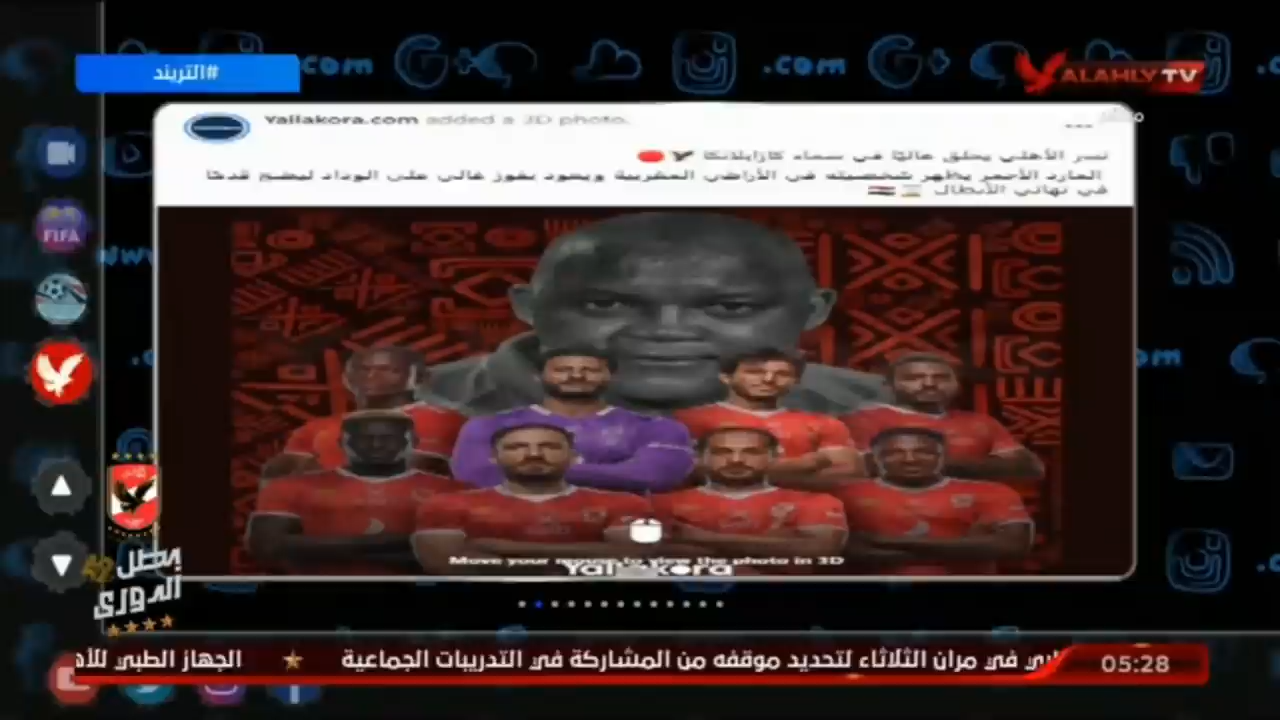 #التريند
ALAHLY TV
Yallakora.com added a 3D photo.
نسر الأهلي يحلق عاليًا في سماء كازابلانكا
المارد الأحمر يظهر شخصيته في الأراضي المغربية ويعود بفوز غالي على الوداد ليضع قدمًا
في نهائي الأبطال
FIFA
Move your mouse to view the photo in 3D
Yallakora
بطل
الدوري
42
في مران الثلاثاء لتحديد موقفه من المشاركة في التدريبات الجماعية
الجهاز الطبي
05:28
.com
.com